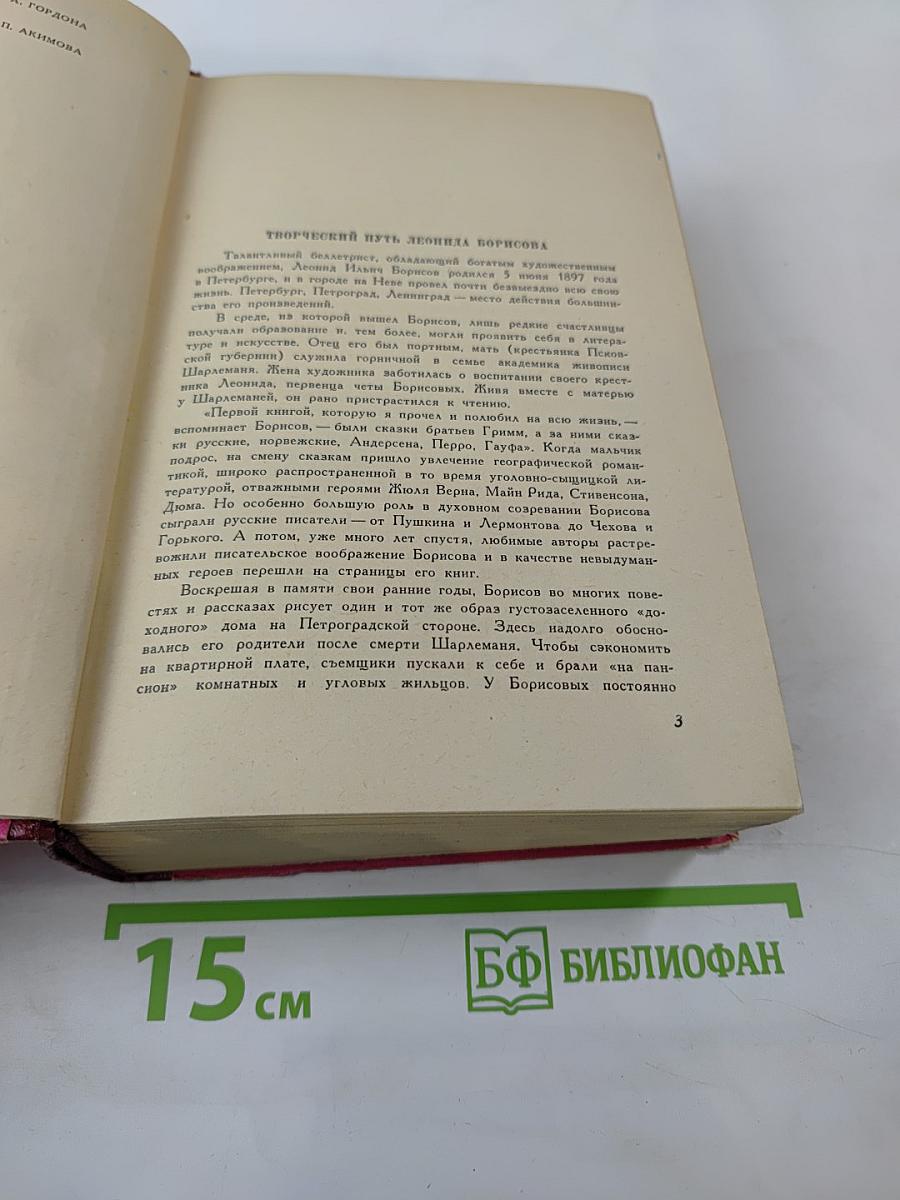 А. ГОРДОНА
П. АКИМОВА
ТВОРЧЕСКИЙ ПУТЬ ЛЕОНИДА БОРИСОВА
Талантливый беллетрист, обладающий богатым художественным
воображением, Леонид Ильич Борисов родился 5 июня 1897 года
в Петербурге, и в городе на Неве провел почти безвыездно всю свою
жизнь. Петербург, Петроград, Ленинград — место действия большин-
ства его произведений.
В среде, из которой вышел Борисов, лишь редкие счастливцы
получали образование и, тем более, могли проявить себя в литера-
туре и искусстве. Отец его был портным, мать (крестьянка Псков-
ской губернии) служила горничной в семье академика живописи
Шарлеманя. Жена художника заботилась о воспитании своего крест-
ника Леонида, первенца четы Борисовых. Живя вместе с матерью
у Шарлеманей, он рано пристрастился к чтению.
«Первой книгой, которую я прочел и полюбил на всю жизнь, —
вспоминает Борисов, — были сказки братьев Гримм, а за ними сказ-
ки русские, норвежские, Андерсена, Перро, Гауфа». Когда мальчик
подрос, на смену сказкам пришло увлечение географической роман-
тикой, широко распространенной в то время уголовно-сыщицкой ли-
тературой, отважными героями Жюля Верна, Майн Рида, Стивенсона,
Дюма. Но особенно большую роль в духовном созревании Борисова
сыграли русские писатели — от Пушкина и Лермонтова до Чехова и
Горького. А потом, уже много лет спустя, любимые авторы растре-
вожили писательское воображение Борисова и в качестве невыдуман-
ных героев перешли на страницы его книг.
Воскрешая в памяти свои ранние годы, Борисов во многих пове-
стях и рассказах рисует один и тот же образ густозаселенного «до-
ходного» дома на Петроградской стороне. Здесь надолго обосно-
вались его родители после смерти Шарлеманя. Чтобы сэкономить
на квартирной плате, съемщики пускали к себе и брали «на пан-
сион» комнатных и угловых жильцов. У Борисовых постоянно
3
15 см
БФ БИБЛИОФАН